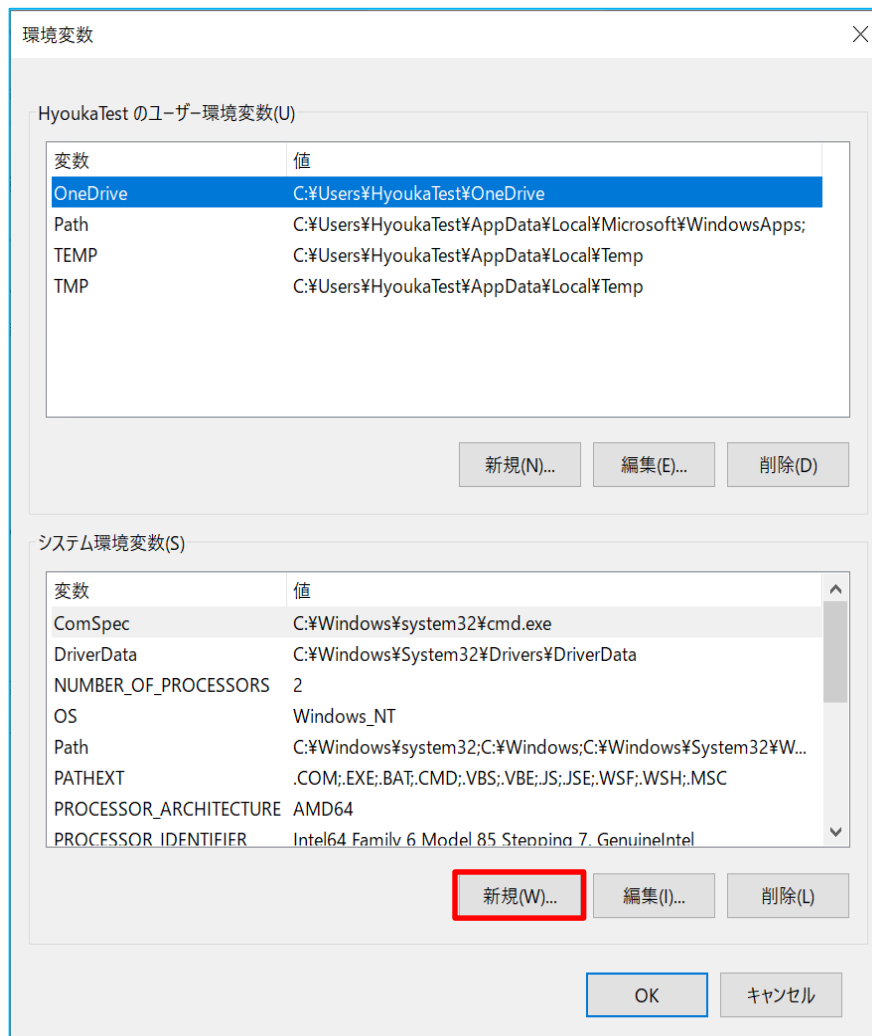 環境変数
HyoukaTest のユーザー環境変数(U)
変数 値
OneDrive C:¥Users¥HyoukaTest¥OneDrive
Path C:¥Users¥HyoukaTest¥AppData¥Local¥Microsoft¥WindowsApps;
TEMP C:¥Users¥HyoukaTest¥AppData¥Local¥Temp
TMP C:¥Users¥HyoukaTest¥AppData¥Local¥Temp
新規(N)... 編集(E)... 削除(D)
システム環境変数(S)
変数 値
ComSpec C:¥Windows¥system32¥cmd.exe
DriverData C:¥Windows¥System32¥Drivers¥DriverData
NUMBER_OF_PROCESSORS 2
OS Windows_NT
Path C:¥Windows¥system32;C:¥Windows;C:¥Windows¥System32¥W...
PATHEXT .COM;.EXE;.BAT;.CMD;.VBS;.VBE;.JS;.JSE;.WSF;.WSH;.MSC
PROCESSOR_ARCHITECTURE AMD64
PROCESSOR_IDENTIFIER Intel64 Family 6 Model 85 Stepping 7, GenuineIntel
新規(W)... 編集(I)... 削除(L)
OK キャンセル